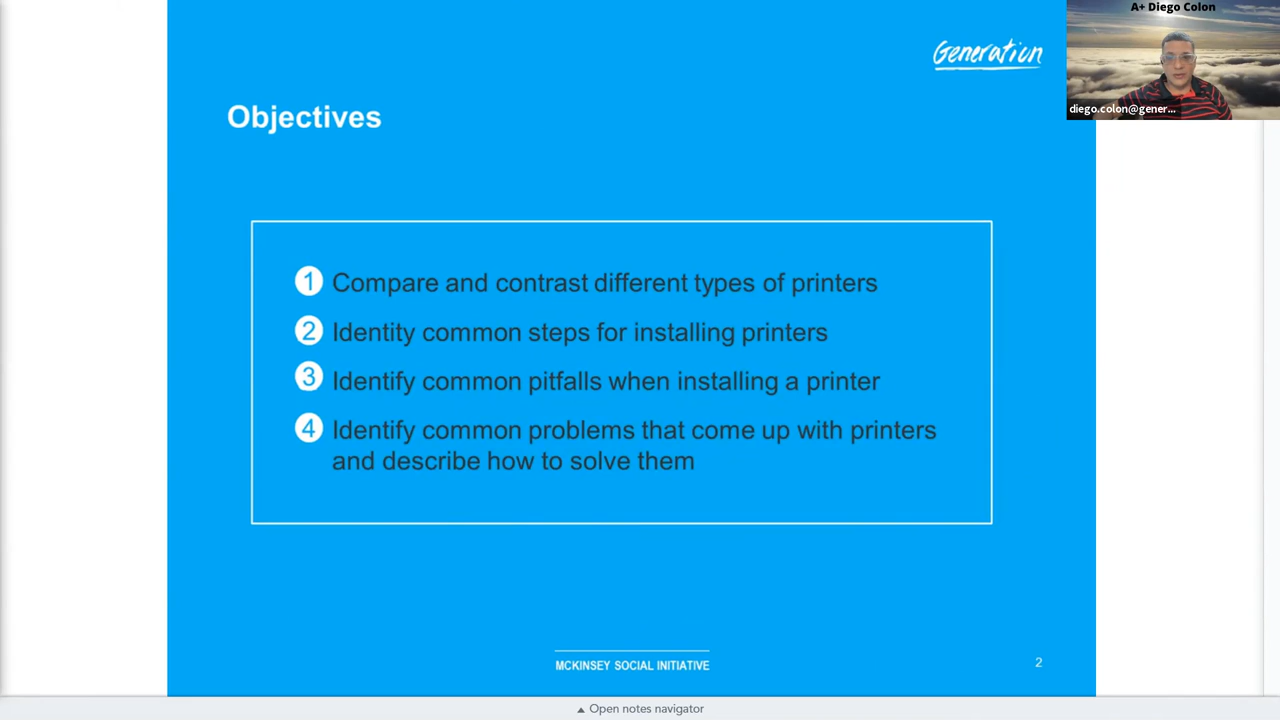 A+ Diego Colon
Generation
diego.colon@gener...
Objectives
1 Compare and contrast different types of printers
2 Identity common steps for installing printers
3 Identify common pitfalls when installing a printer
4 Identify common problems that come up with printers
and describe how to solve them
MCKINSEY SOCIAL INITIATIVE
2
▲ Open notes navigator